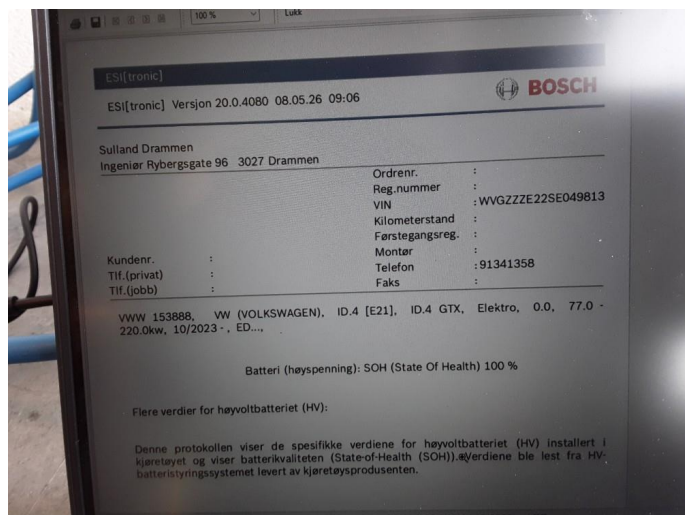 100 %
Lukk
ESI[tronic]
ESI[tronic] Versjon 20.0.4080 08.05.26 09:06
BOSCH
Sulland Drammen
Ingeniør Rybergsgate 96 3027 Drammen
Ordrenr. :
Reg.nummer :
VIN : WVGZZZE22SE049813
Kilometerstand :
Førstegangsreg. :
Kundenr. : Montør :
Tlf.(privat) : Telefon : 91341358
Tlf.(jobb) : Faks :
VWW 153888, VW (VOLKSWAGEN), ID.4 [E21], ID.4 GTX, Elektro, 0.0, 77.0 -
220.0kw, 10/2023 - , ED...,
Batteri (høyspenning): SOH (State Of Health) 100 %
Flere verdier for høyvoltbatteriet (HV):
Denne protokollen viser de spesifikke verdiene for høyvoltbatteriet (HV) installert i
kjøretøyet og viser batterikvaliteten (State-of-Health (SOH)). Verdiene ble lest fra HV-
batteristyringssystemet levert av kjøretøysprodusenten.